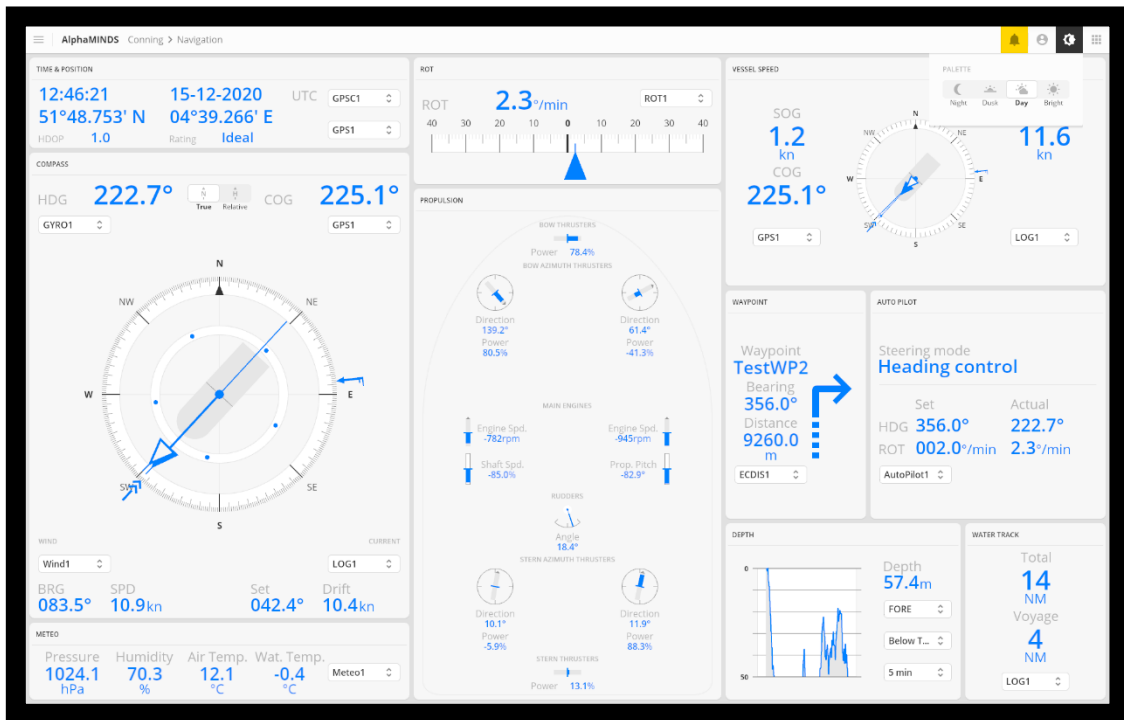 AlphaMINDS Conning > Navigation
TIME & POSITION
12:46:21 15-12-2020 UTC GPSC1
51°48.753' N 04°39.266' E
HDOP 1.0 Rating Ideal GPS1
COMPASS
HDG 222.7° N N COG 225.1°
True Relative
GYRO1 GPS1
N
NW NE
W E
SW SE
S
WIND CURRENT
Wind1 LOG1
BRG SPD Set Drift
083.5° 10.9kn 042.4° 10.4kn
METEO
Pressure Humidity Air Temp. Wat. Temp.
1024.1 70.3 12.1 -0.4 Meteo1
hPa % °C °C
ROT
ROT 2.3°/min ROT1
40 30 20 10 0 10 20 30 40
PROPULSION
BOW THRUSTERS
Power 78.4%
BOW AZIMUTH THRUSTERS
Direction Direction
139.2° 61.4°
Power Power
80.5% -41.3%
MAIN ENGINES
Engine Spd. Engine Spd.
-782rpm -945rpm
Shaft Spd. Prop. Pitch
-85.0% -82.9°
RUDDERS
Angle
18.4°
STERN AZIMUTH THRUSTERS
Direction Direction
10.1° 11.9°
Power Power
-5.9% 88.3%
STERN THRUSTERS
Power 13.1%
VESSEL SPEED
PALETTE
Night Dusk Day Bright
SOG
1.2 11.6
kn kn
COG
225.1°
N
NW NE
W E
SW SE
S
GPS1 LOG1
WAYPOINT
Waypoint
TestWP2
Bearing
356.0°
Distance
9260.0
m
ECDIS1
AUTO PILOT
Steering mode
Heading control
Set Actual
HDG 356.0° 222.7°
ROT 002.0°/min 2.3°/min
AutoPilot1
DEPTH
0
50
Depth
57.4m
FORE
Below T...
5 min
WATER TRACK
Total
14
NM
Voyage
4
NM
LOG1